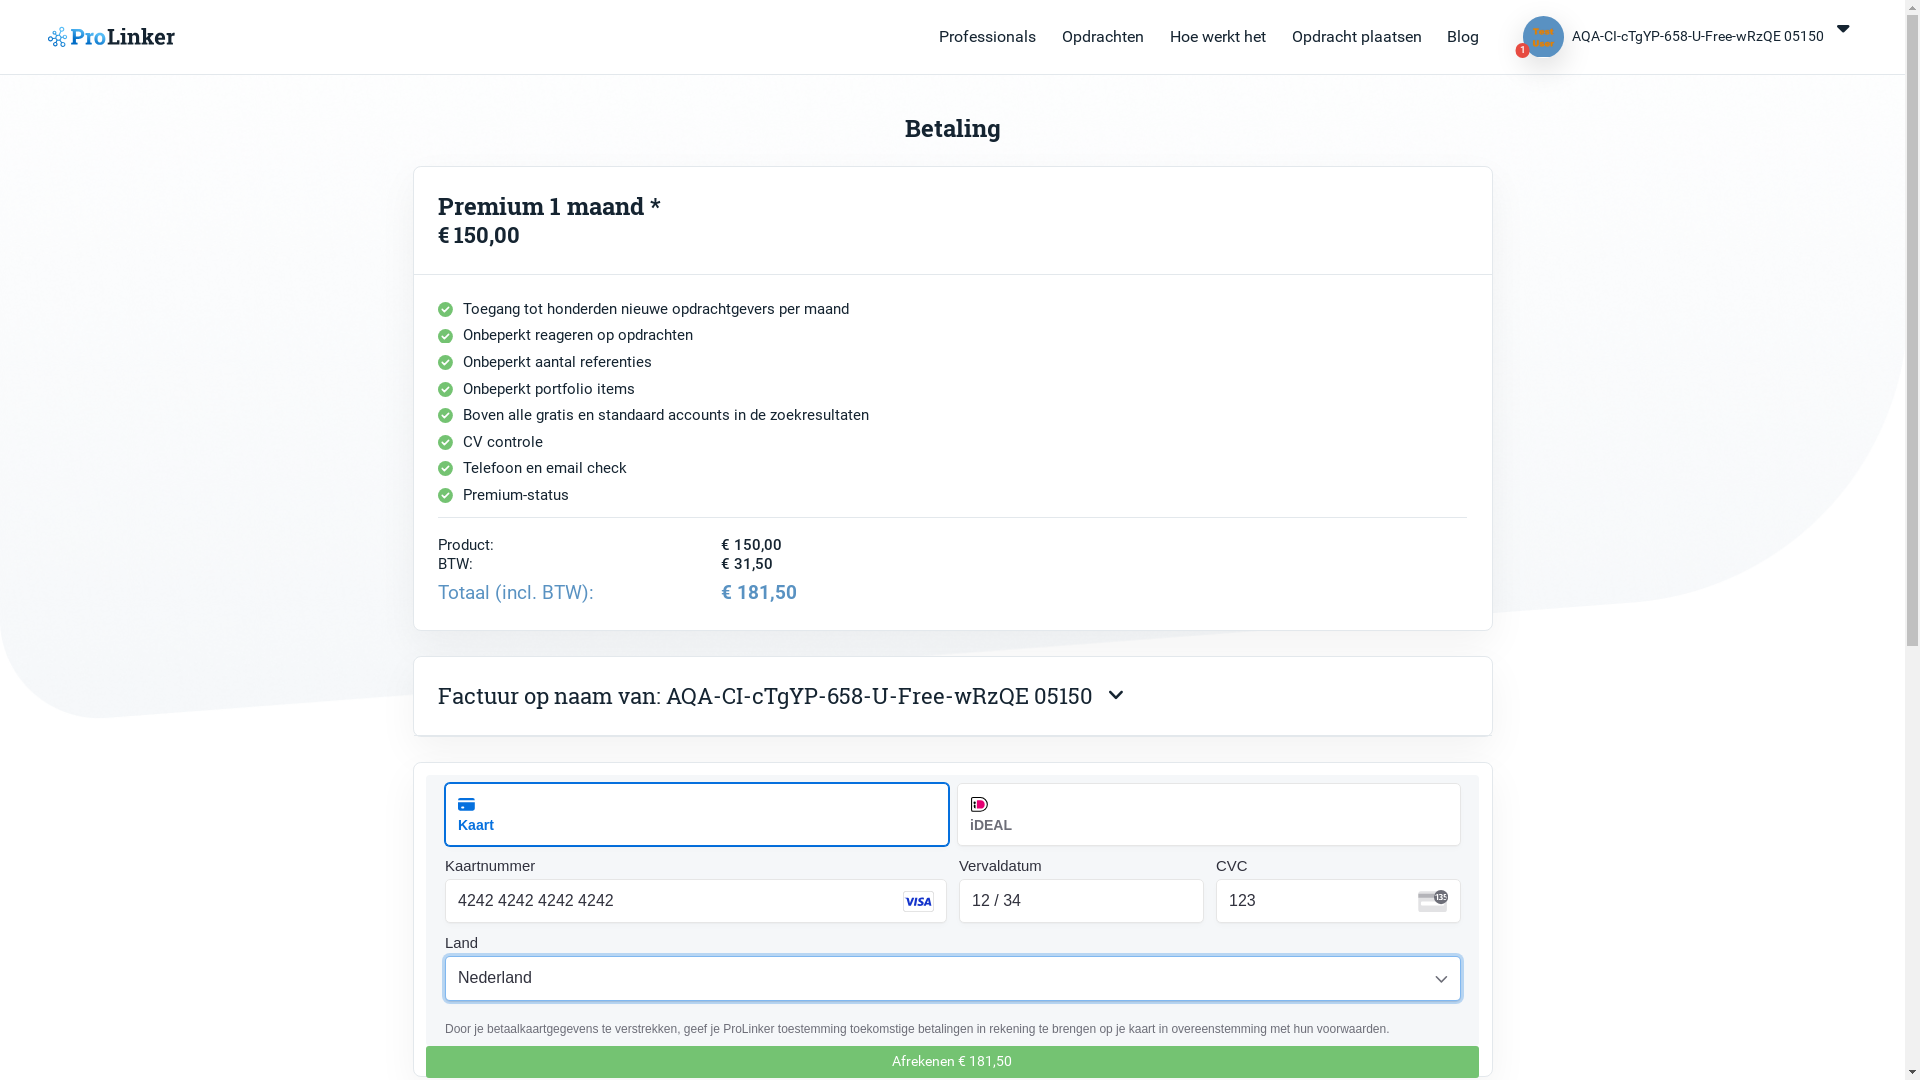 ProLinker
Professionals Opdrachten Hoe werkt het Opdracht plaatsen Blog
Test User
1
AQA-CI-cTgYP-658-U-Free-wRzQE 05150
Betaling
Premium 1 maand *
€ 150,00
Toegang tot honderden nieuwe opdrachtgevers per maand
Onbeperkt reageren op opdrachten
Onbeperkt aantal referenties
Onbeperkt portfolio items
Boven alle gratis en standaard accounts in de zoekresultaten
CV controle
Telefoon en email check
Premium-status
Product: € 150,00
BTW: € 31,50
Totaal (incl. BTW): € 181,50
Factuur op naam van: AQA-CI-cTgYP-658-U-Free-wRzQE 05150
Kaart
iDEAL
Kaartnummer Vervaldatum CVC
4242 4242 4242 4242 VISA 12 / 34 123 135
Land
Nederland
Door je betaalkaartgegevens te verstrekken, geef je ProLinker toestemming toekomstige betalingen in rekening te brengen op je kaart in overeenstemming met hun voorwaarden.
Afrekenen € 181,50